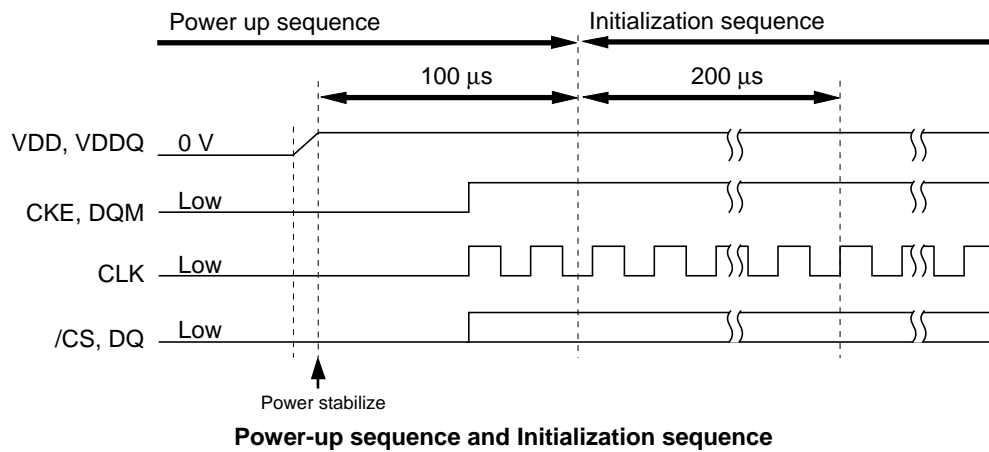 Power up sequence
Initialization sequence
100 μs
200 μs
VDD, VDDQ
0 V
CKE, DQM
Low
CLK
Low
/CS, DQ
Low
Power stabilize
Power-up sequence and Initialization sequence